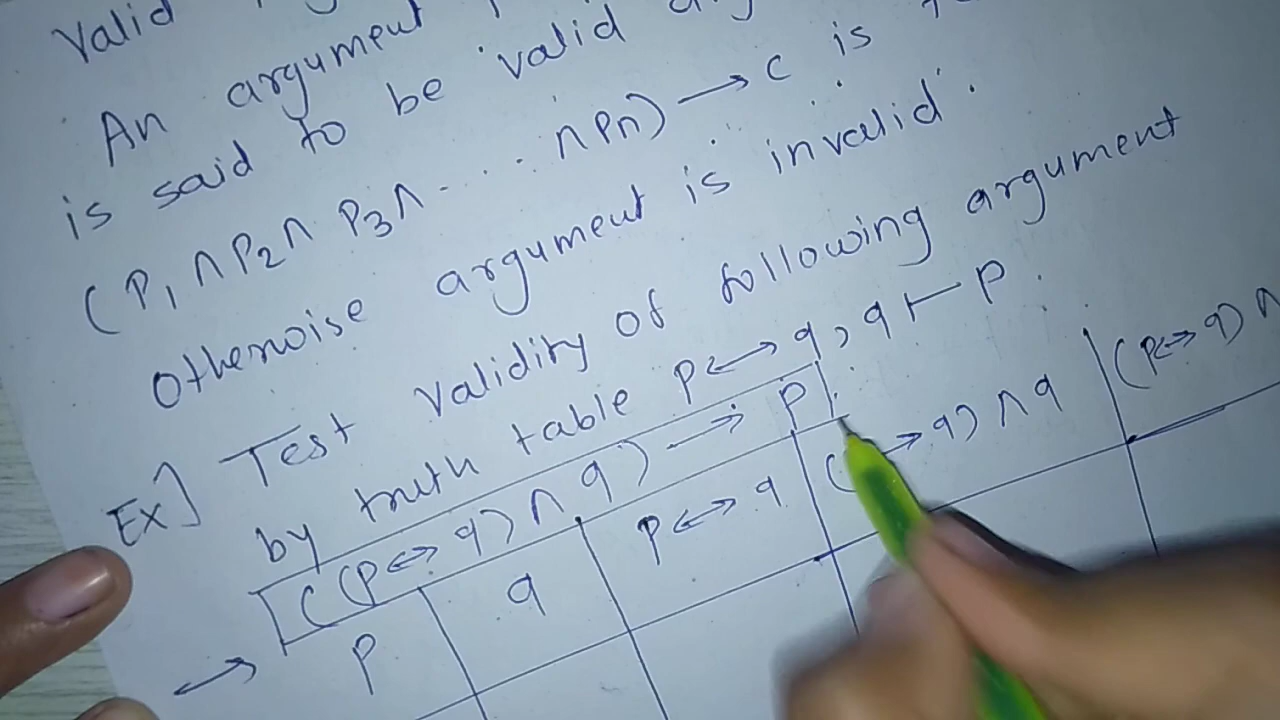 Valid
An argument
is said to be valid
(P₁ ∧ P₂ ∧ P₃ ∧ .... ∧ Pn) → C is
Othenwise argument is invalid.
Ex] Test validity of following argument
by truth table p ↔ q, q ⊢ p.
((p ↔ q) ∧ q) → p
p q p ↔ q ( → q) ∧ q (p ↔ q) ∧